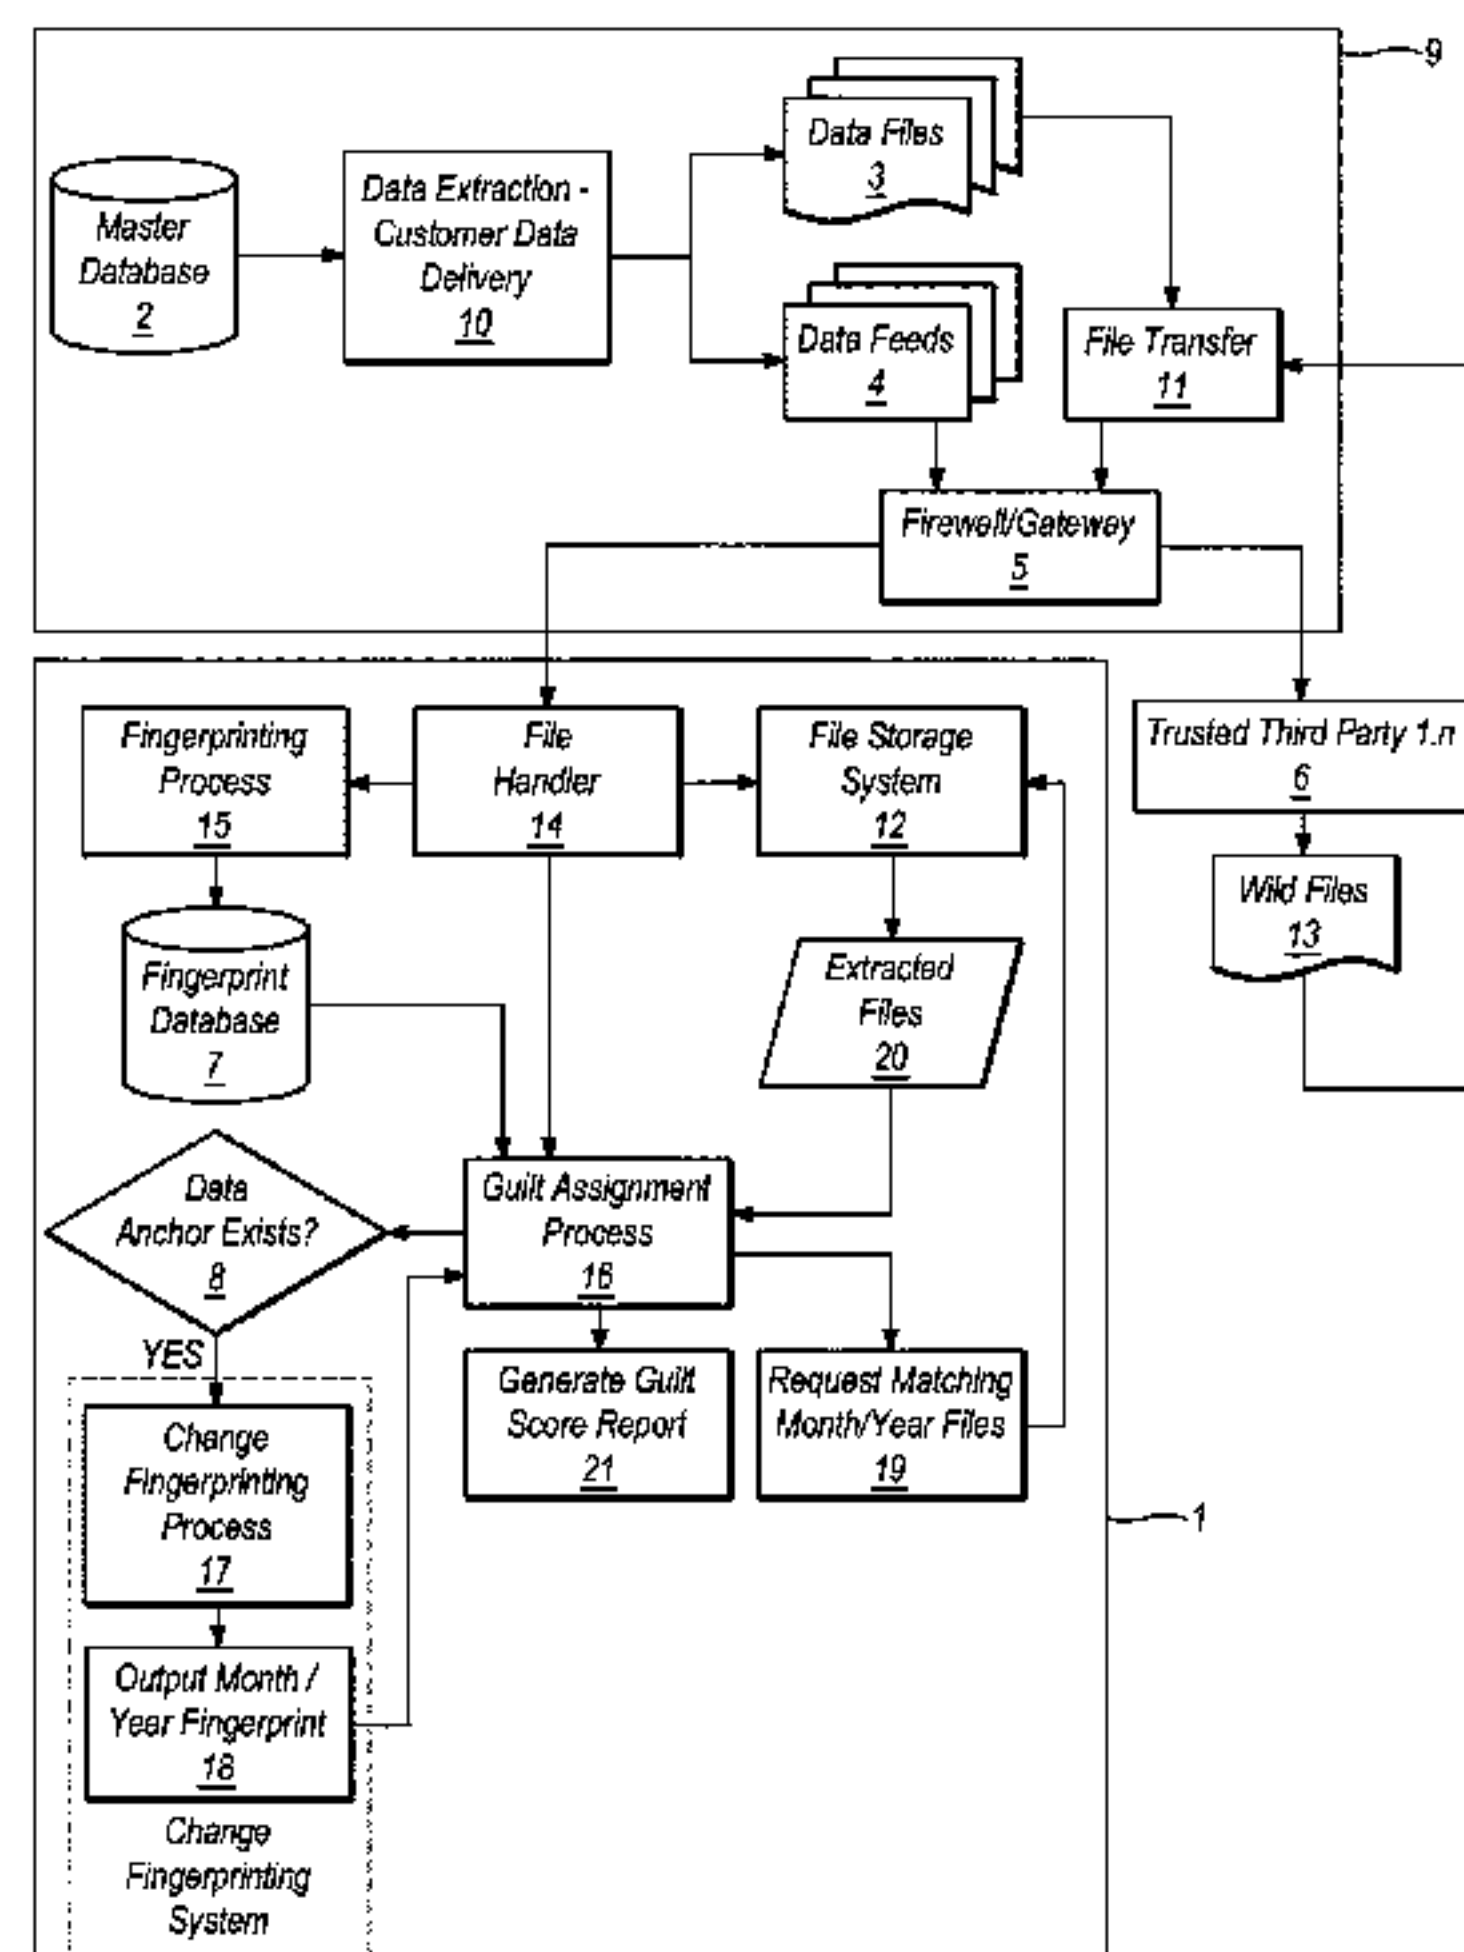 9
Data Files
3
Master
Database
2
Data Extraction -
Customer Data
Delivery
10
Data Feeds
4
File Transfer
11
Firewall/Gateway
5
Fingerprinting
Process
15
File
Handler
14
File Storage
System
12
Trusted Third Party 1.n
6
Wild Files
13
Fingerprint
Database
7
Extracted
Files
20
Data
Anchor Exists?
8
Guilt Assignment
Process
16
YES
Generate Guilt
Score Report
21
Request Matching
Month/Year Files
19
1
Change
Fingerprinting
Process
17
Output Month /
Year Fingerprint
18
Change
Fingerprinting
System